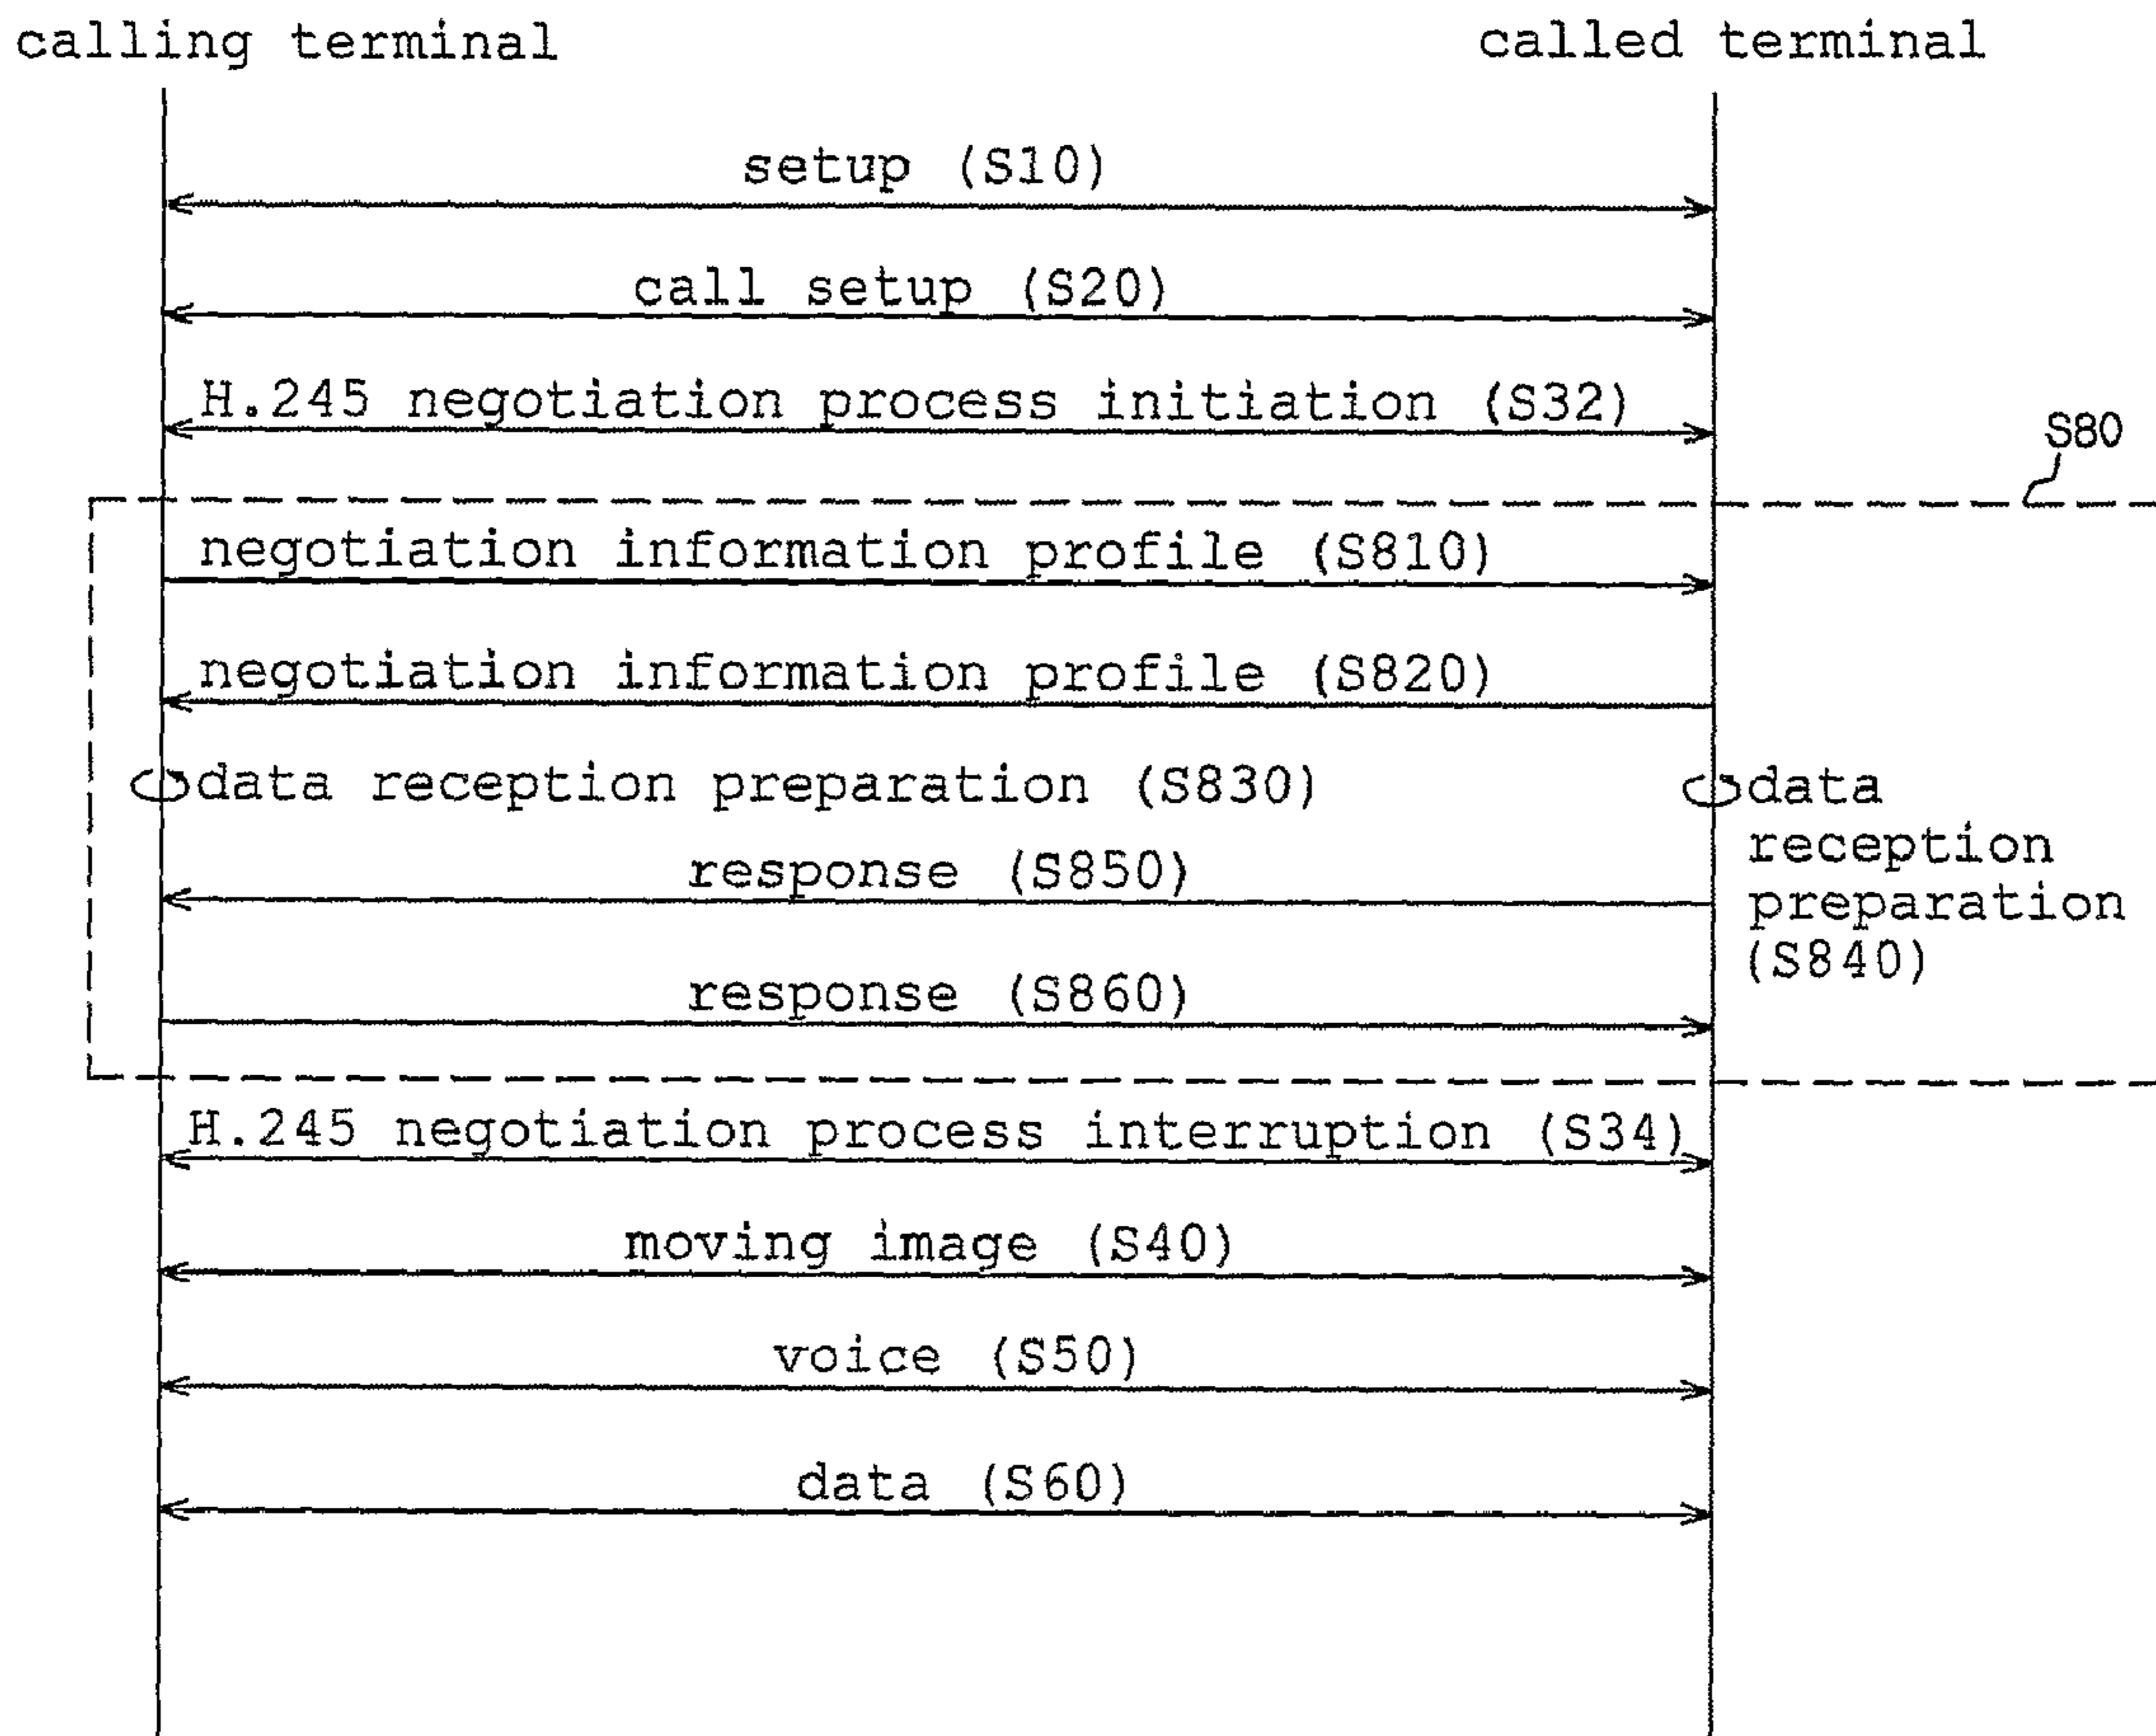 calling terminal
called terminal
setup (S10)
call setup (S20)
H.245 negotiation process initiation (S32)
S80
negotiation information profile (S810)
negotiation information profile (S820)
data reception preparation (S830)
data
reception
preparation
(S840)
response (S850)
response (S860)
H.245 negotiation process interruption (S34)
moving image (S40)
voice (S50)
data (S60)